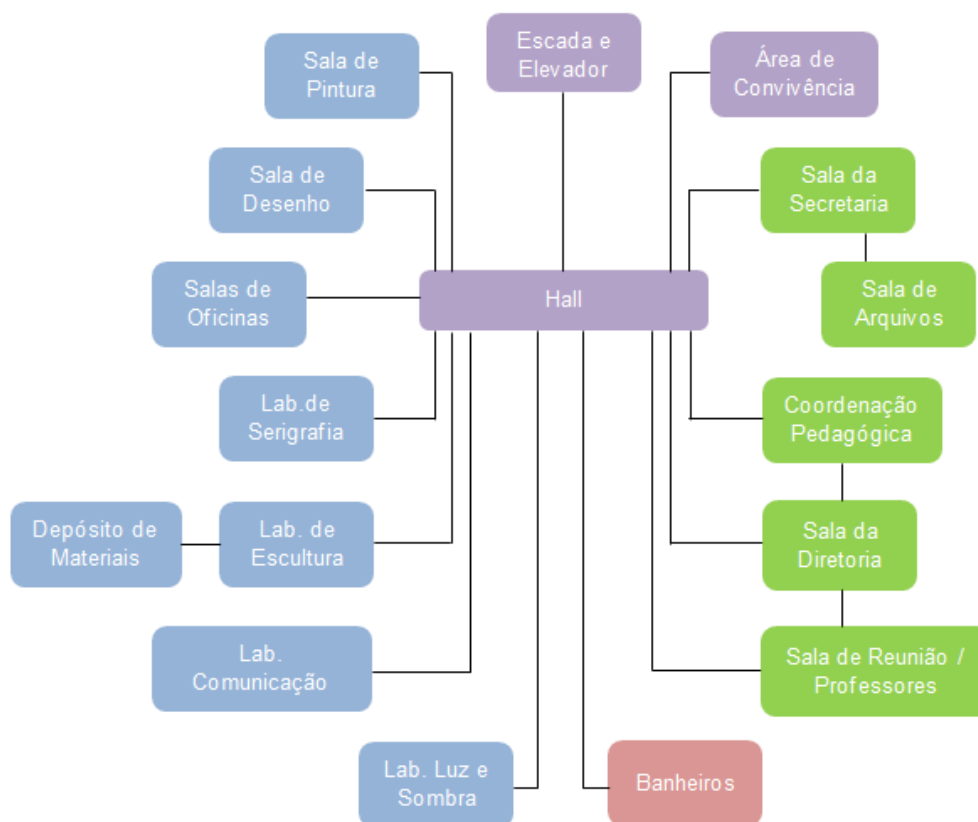 Escada e
Elevador
Sala de
Pintura
Área de
Convivência
Sala de
Desenho
Sala da
Secretaria
Salas de
Oficinas
Hall
Sala de
Arquivos
Lab.de
Serigrafia
Coordenação
Pedagógica
Depósito de
Materiais
Lab. de
Escultura
Sala da
Diretoria
Lab.
Comunicação
Sala de Reunião /
Professores
Lab. Luz e
Sombra
Banheiros